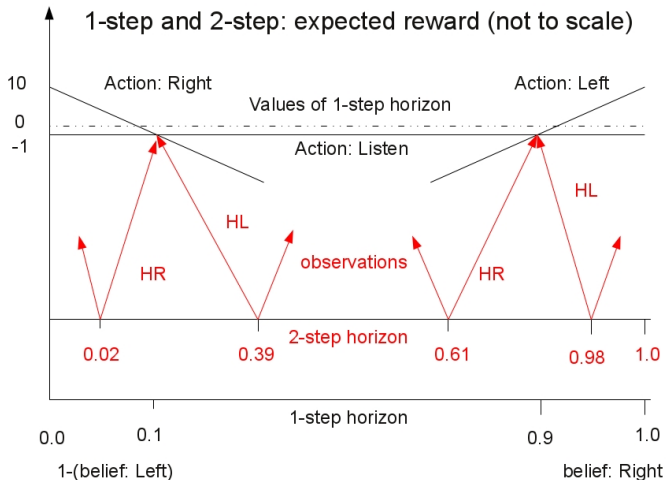 1-step and 2-step: expected reward (not to scale)
10
Action: Right
Action: Left
Values of 1-step horizon
0
-1
Action: Listen
HL
HL
observations
HR
HR
2-step horizon
0.02
0.39
0.61
0.98
1.0
1-step horizon
0.0
0.1
0.9
1.0
1-(belief: Left)
belief: Right